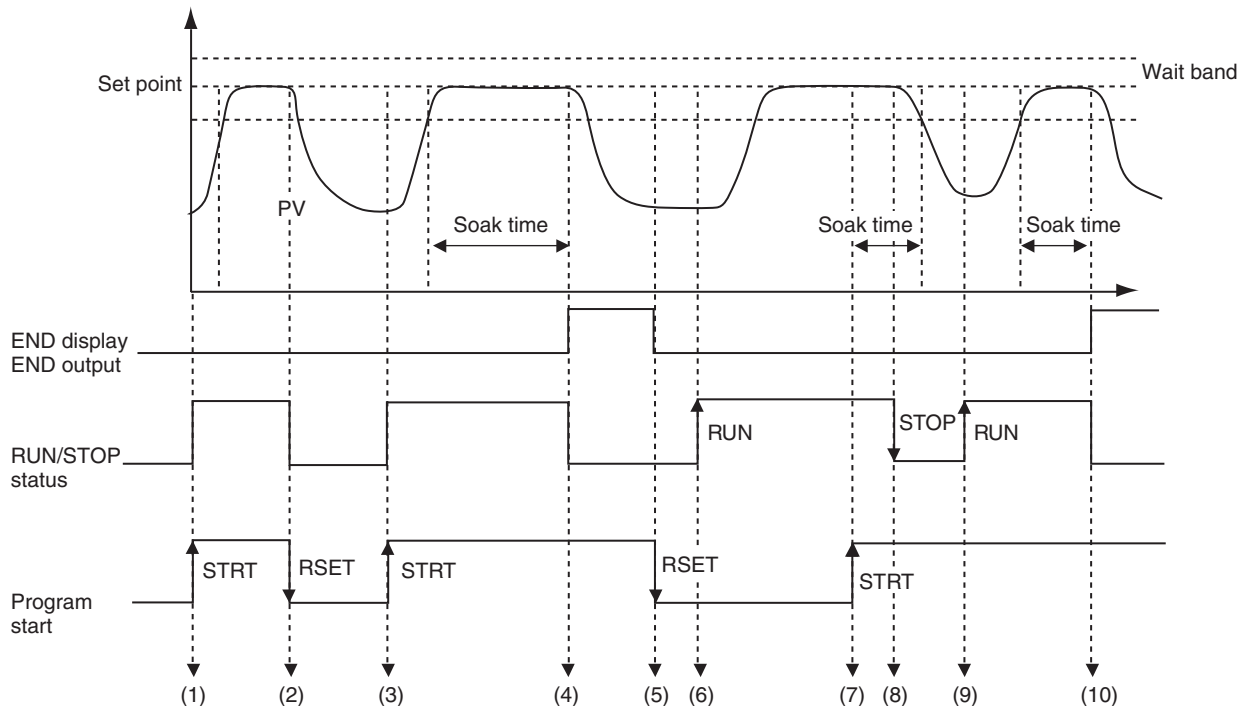 Set point
Wait band
PV
Soak time
Soak time
Soak time
END display
END output
RUN/STOP
status
RUN
STOP
RUN
Program
start
STRT
RSET
STRT
RSET
STRT
(1)
(2)
(3)
(4)
(5)
(6)
(7)
(8)
(9)
(10)